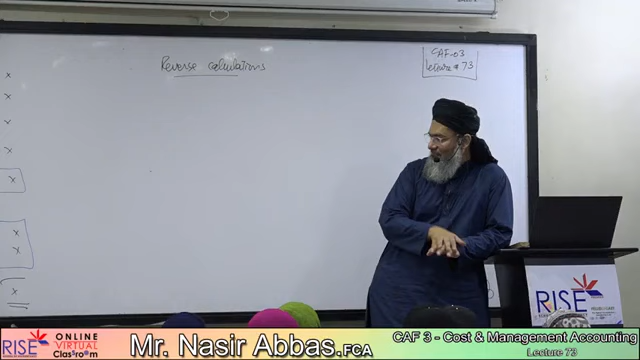 Reverse calculations
CAF-03
Lecture # 73
x
x
x
x
x
x
x
x
RISE
RISE ONLINE
VIRTUAL
Classroom
Mr. Nasir Abbas.FCA
CAF 3 - Cost & Management Accounting
Lecture 73